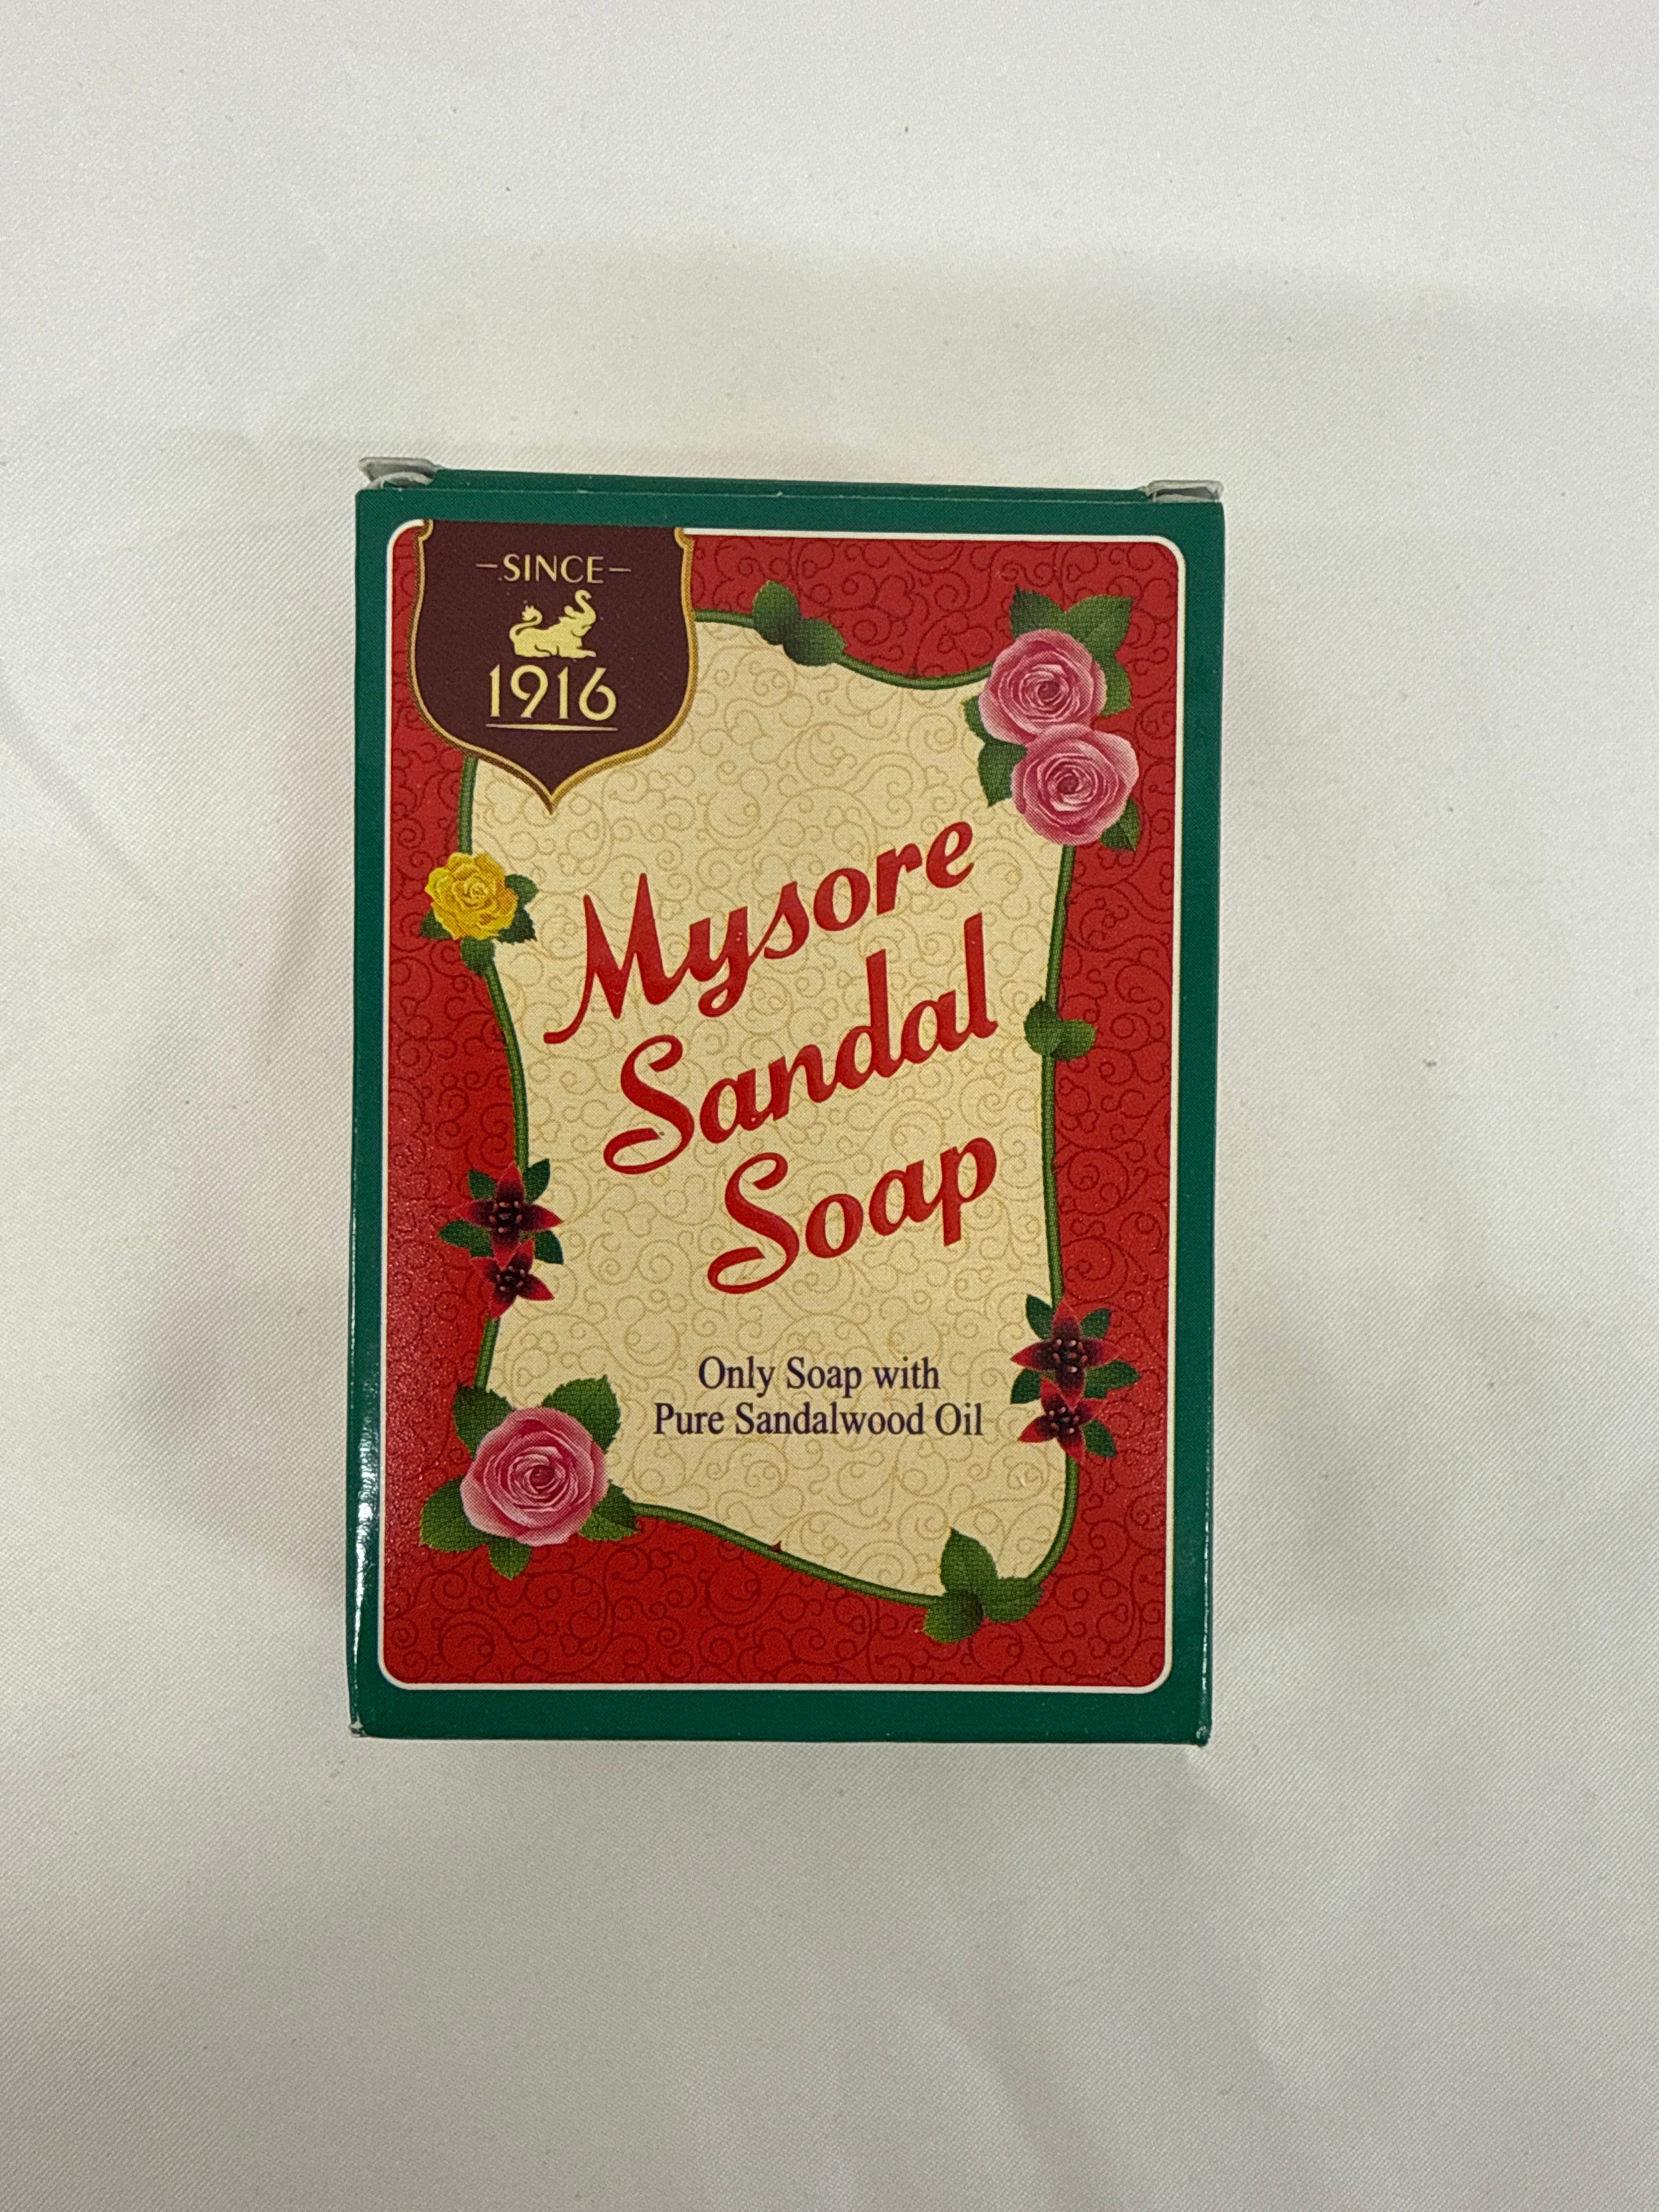 -SINCE-
1916
Mysore
Sandal
Soap
Only Soap with
Pure Sandalwood Oil